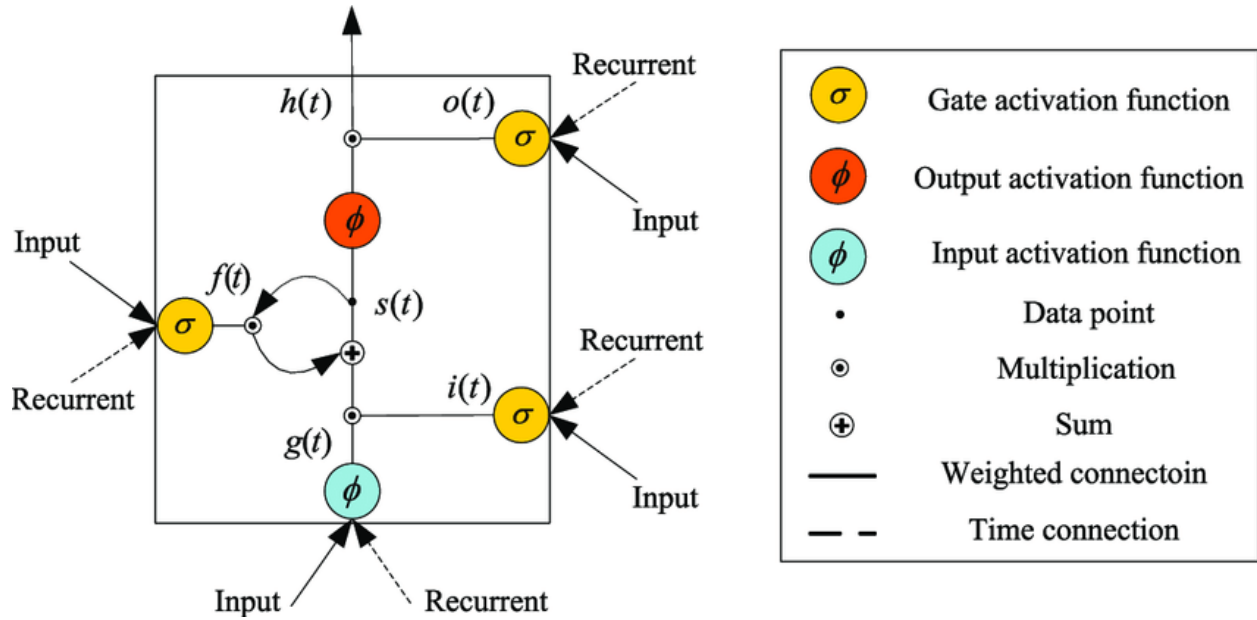 h(t)
o(t)
Recurrent
σ
Input
ϕ
Input
f(t)
s(t)
σ
Recurrent
Recurrent
i(t)
σ
g(t)
Input
ϕ
Input
Recurrent
σ Gate activation function
ϕ Output activation function
ϕ Input activation function
Data point
Multiplication
Sum
Weighted connectoin
Time connection